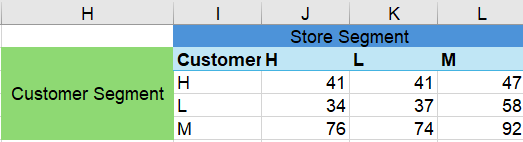 H I J K L
Store Segment
Customer H L M
Customer Segment
H 41 41 47
L 34 37 58
M 76 74 92